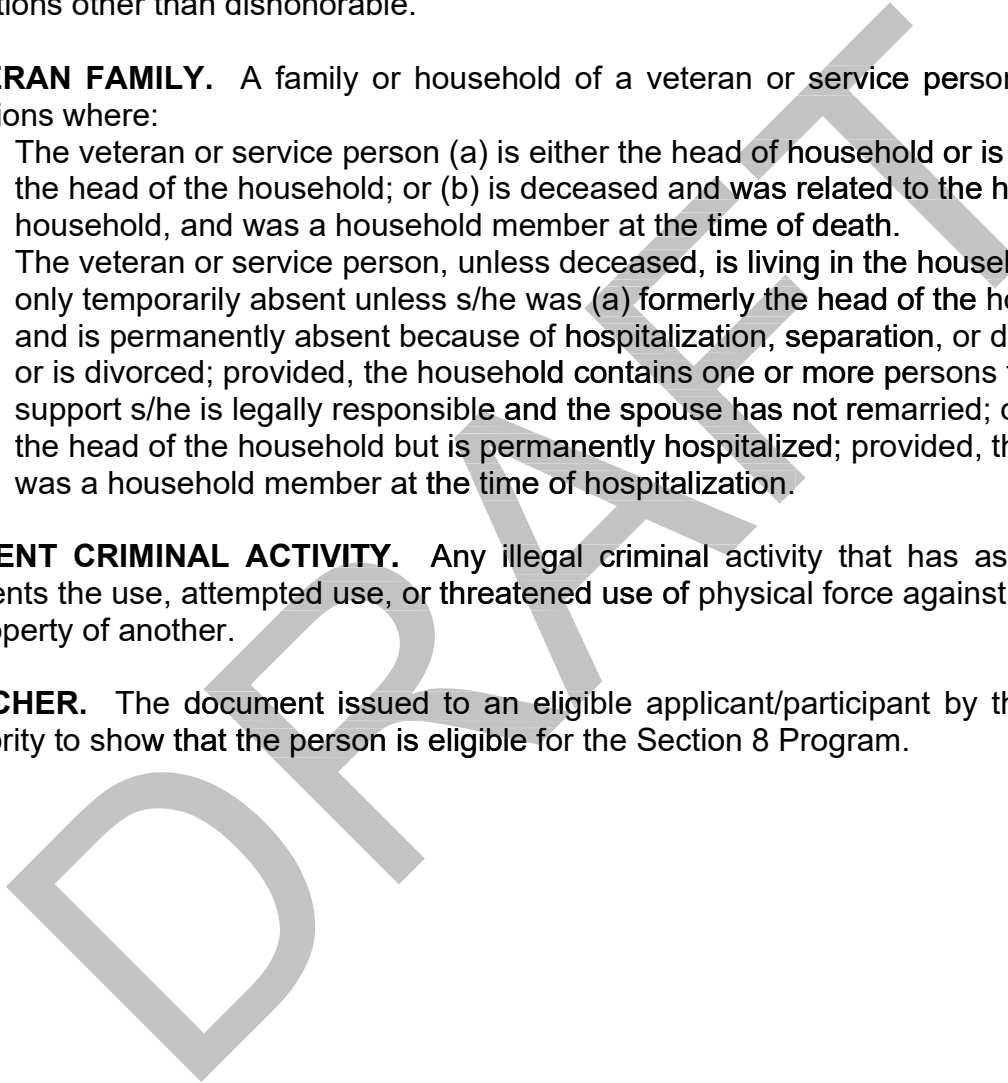 tions other than dishonorable.
ERAN FAMILY. A family or household of a veteran or service person
ions where:
The veteran or service person (a) is either the head of household or is
the head of the household; or (b) is deceased and was related to the h
household, and was a household member at the time of death.
The veteran or service person, unless deceased, is living in the househ
only temporarily absent unless s/he was (a) formerly the head of the ho
and is permanently absent because of hospitalization, separation, or d
or is divorced; provided, the household contains one or more persons
support s/he is legally responsible and the spouse has not remarried; o
the head of the household but is permanently hospitalized; provided, th
was a household member at the time of hospitalization.
ENT CRIMINAL ACTIVITY. Any illegal criminal activity that has as
ents the use, attempted use, or threatened use of physical force against
operty of another.
CHER. The document issued to an eligible applicant/participant by th
ority to show that the person is eligible for the Section 8 Program.
DRAFT